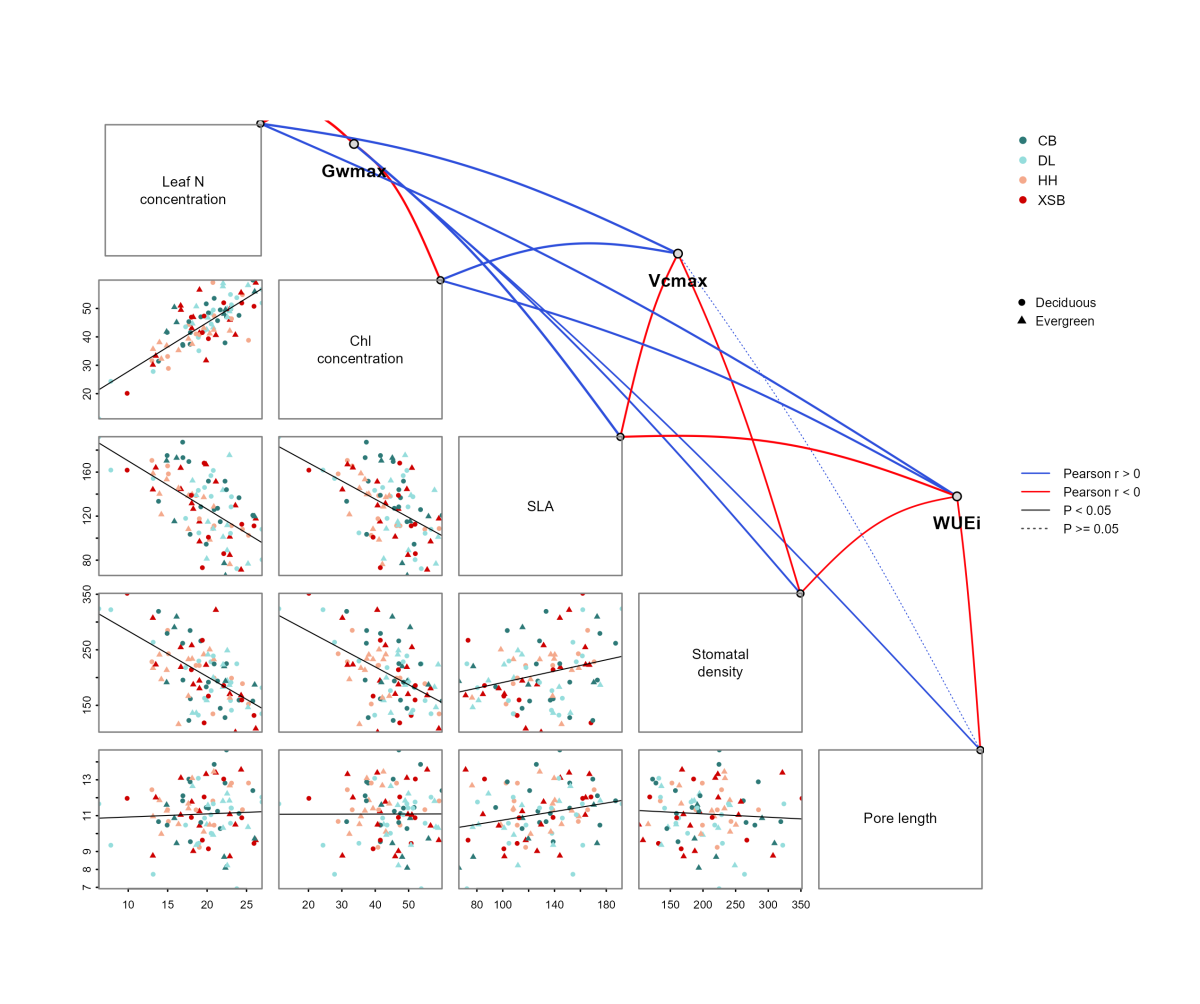 CB
DL
HH
XSB
Gwmax
Leaf N
concentration
Vcmax
Deciduous
Evergreen
50
40
30
20
Chl
concentration
160
120
80
SLA
Pearson r > 0
Pearson r < 0
P < 0.05
P >= 0.05
WUEi
350
250
150
Stomatal
density
13
11
9
8
7
Pore length
10 15 20 25
20 30 40 50
80 100 140 180
150 200 250 300 350